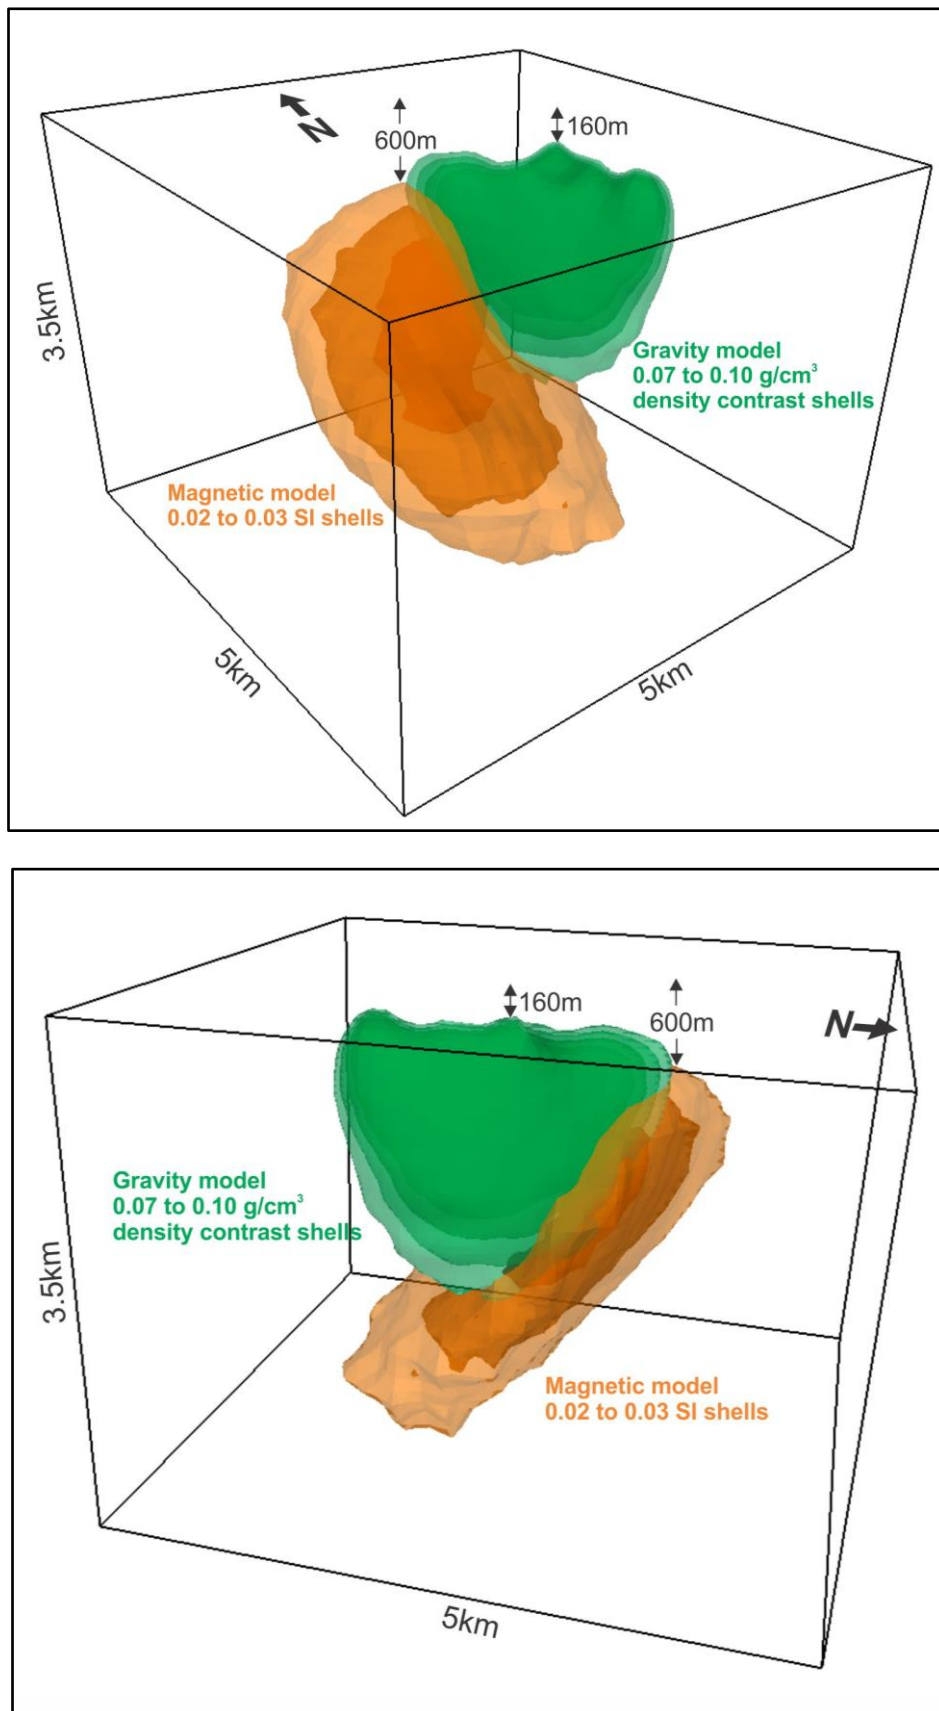 N
600m
160m
3.5km
Gravity model
0.07 to 0.10 g/cm³
density contrast shells
Magnetic model
0.02 to 0.03 SI shells
5km
5km
160m
600m
N
Gravity model
0.07 to 0.10 g/cm³
density contrast shells
3.5km
Magnetic model
0.02 to 0.03 SI shells
5km